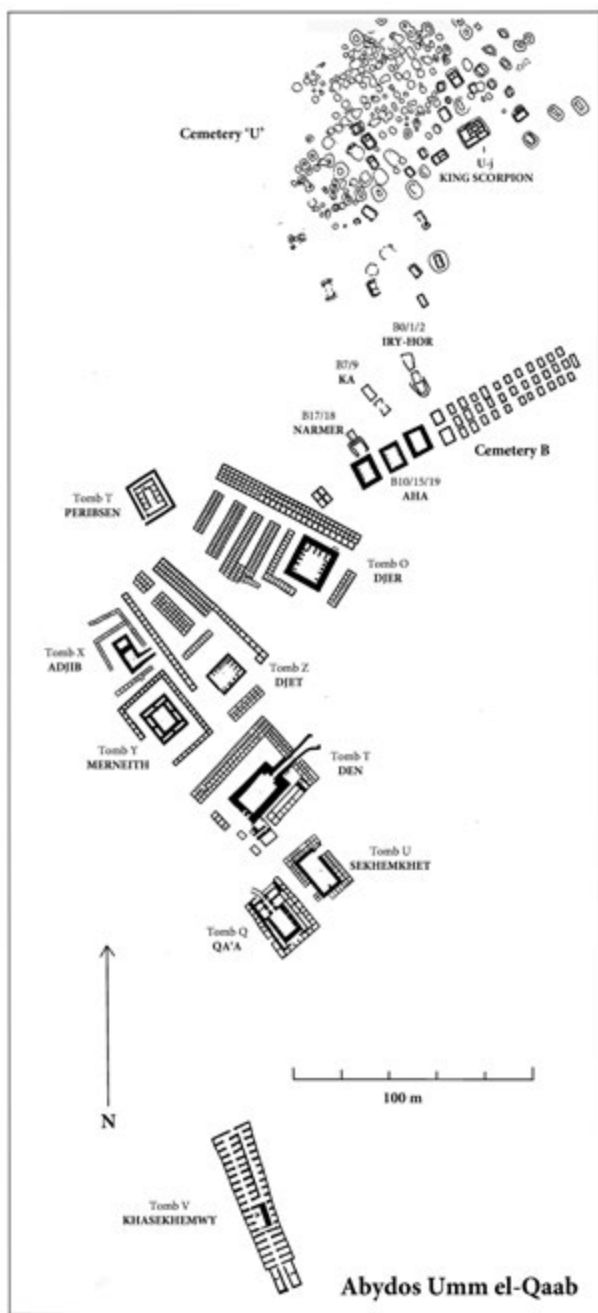 Cemetery 'U'
U-j
KING SCORPION
B0/1/2
IRY-HOR
B7/9
KA
B17/18
NARMER
Cemetery B
B10/15/19
AHA
Tomb T
PERIBSEN
Tomb O
DJER
Tomb X
ADJIB
Tomb Z
DJET
Tomb Y
MERNEITH
Tomb T
DEN
Tomb U
SEKHEMKHET
Tomb Q
QA'A
100 m
N
Tomb V
KHASEKHEMWY
Abydos Umm el-Qaab